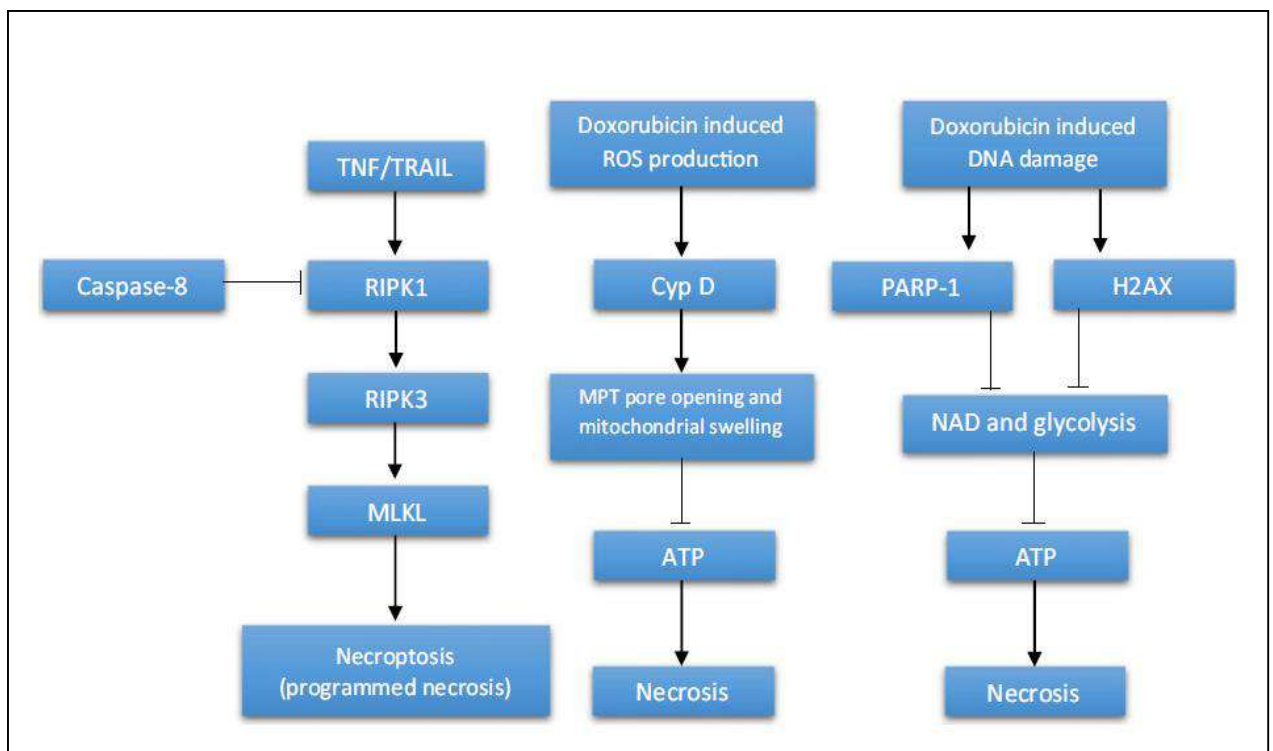 TNF/TRAIL
Caspase-8
RIPK1
RIPK3
MLKL
Necroptosis
(programmed necrosis)
Doxorubicin induced
ROS production
Cyp D
MPT pore opening and
mitochondrial swelling
ATP
Necrosis
Doxorubicin induced
DNA damage
PARP-1
H2AX
NAD and glycolysis
ATP
Necrosis